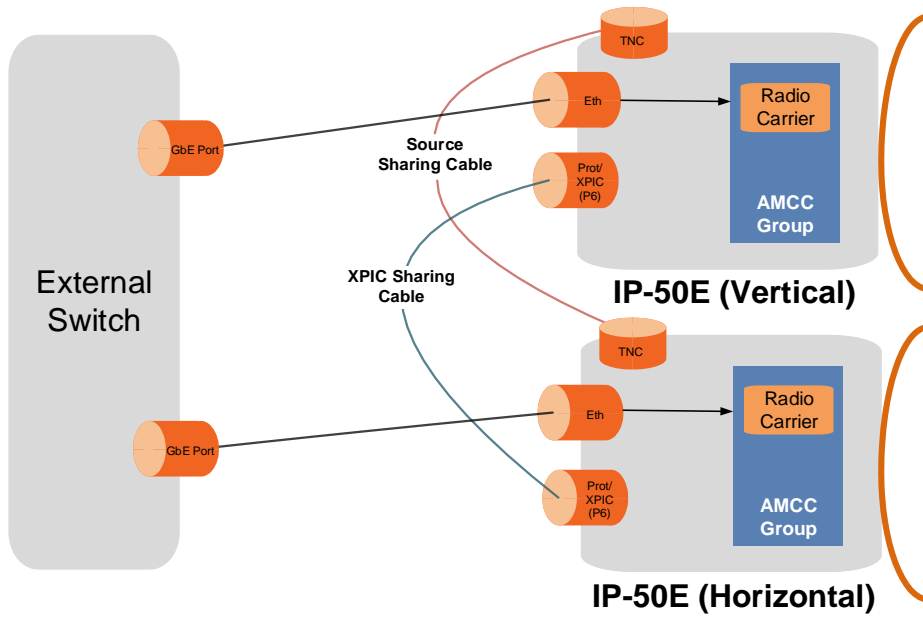 TNC
Eth
Radio
Carrier
GbE Port
Source
Sharing Cable
Prot/
XPIC
(P6)
AMCC
Group
XPIC Sharing
Cable
IP-50E (Vertical)
External
Switch
TNC
Eth
Radio
Carrier
GbE Port
Prot/
XPIC
(P6)
AMCC
Group
IP-50E (Horizontal)